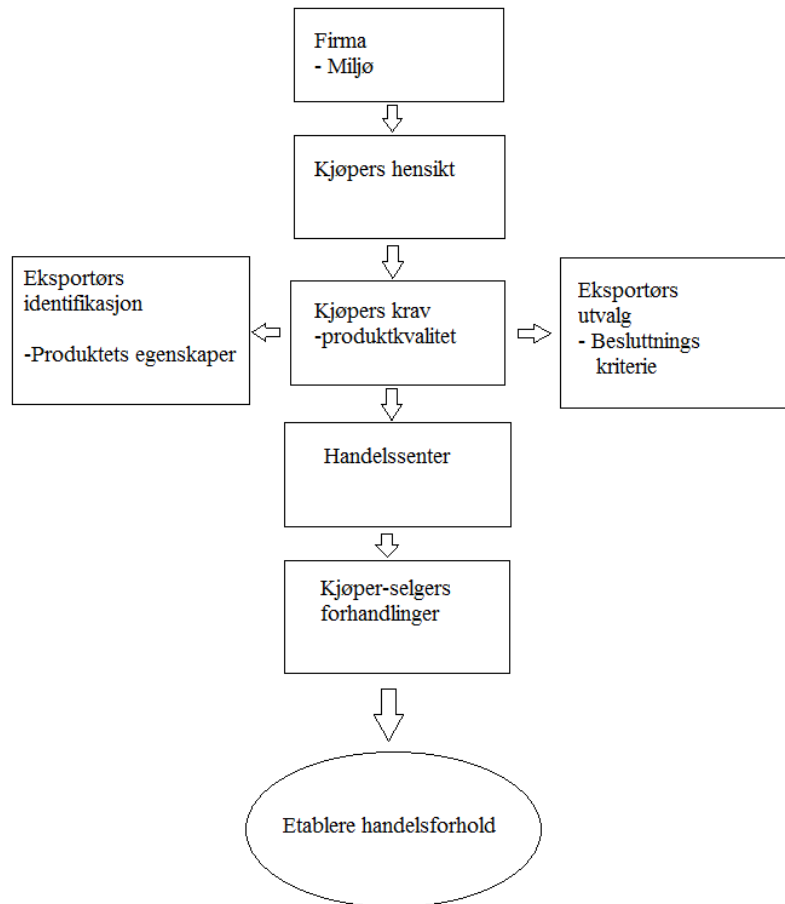 Firma
- Miljø
Kjøpers hensikt
Eksportørs
identifikasjon
-Produktets egenskaper
Kjøpers krav
-produktkvalitet
Eksportørs
utvalg
- Besluttnings
kriterie
Handelssenter
Kjøper-selgers
forhandlinger
Etablere handelsforhold